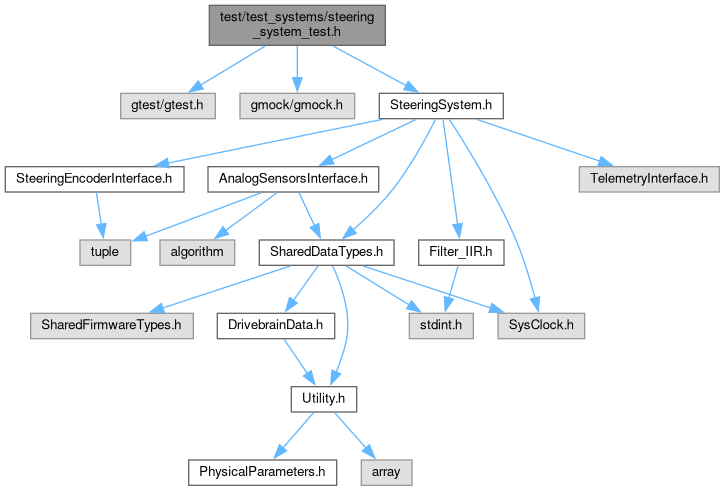 test/test_systems/steering
_system_test.h
gtest/gtest.h
gmock/gmock.h
SteeringSystem.h
SteeringEncoderInterface.h
AnalogSensorsInterface.h
TelemetryInterface.h
tuple
algorithm
SharedDataTypes.h
Filter_IIR.h
SharedFirmwareTypes.h
DrivebrainData.h
stdint.h
SysClock.h
Utility.h
PhysicalParameters.h
array